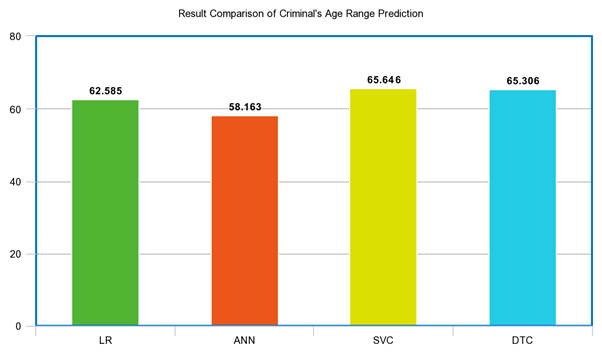 Result Comparison of Criminal's Age Range Prediction
80
60
40
20
0
62.585
58.163
65.646
65.306
LR
ANN
SVC
DTC